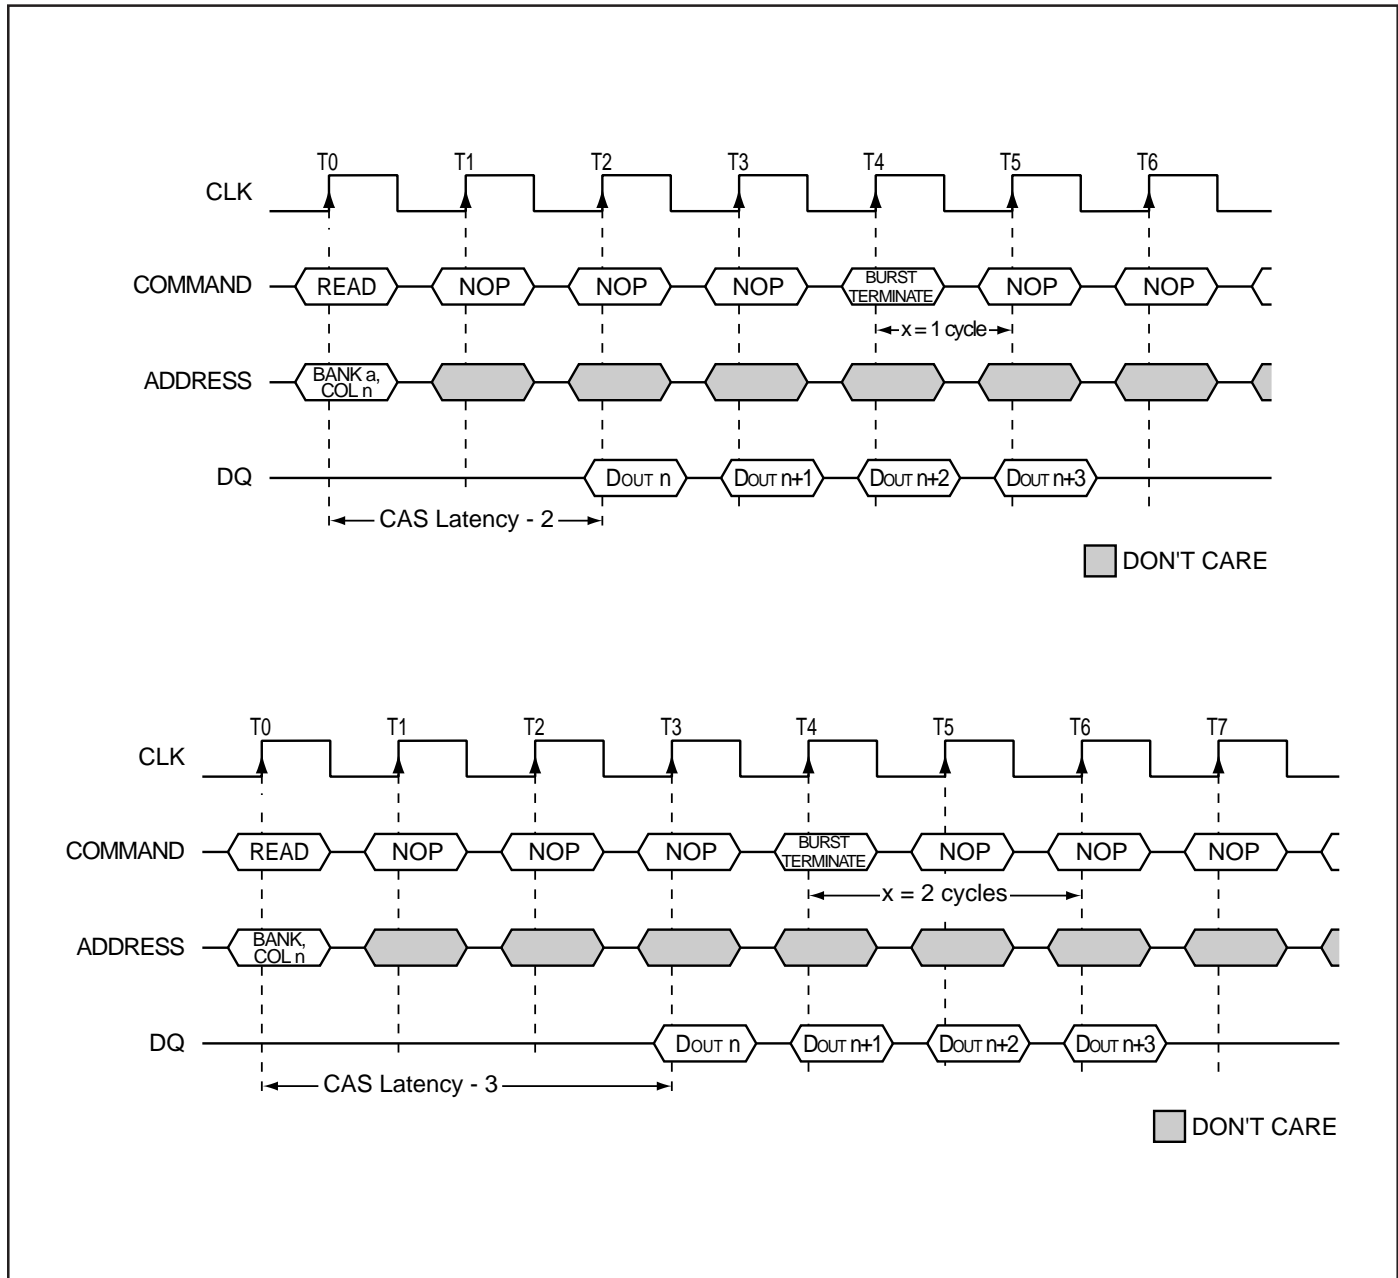 T0 T1 T2 T3 T4 T5 T6
CLK
COMMAND READ NOP NOP NOP BURST TERMINATE NOP NOP
x = 1 cycle
ADDRESS BANK a, COL n
DQ DOUT n DOUT n+1 DOUT n+2 DOUT n+3
CAS Latency - 2
DON'T CARE
T0 T1 T2 T3 T4 T5 T6 T7
CLK
COMMAND READ NOP NOP NOP BURST TERMINATE NOP NOP NOP
x = 2 cycles
ADDRESS BANK, COL n
DQ DOUT n DOUT n+1 DOUT n+2 DOUT n+3
CAS Latency - 3
DON'T CARE